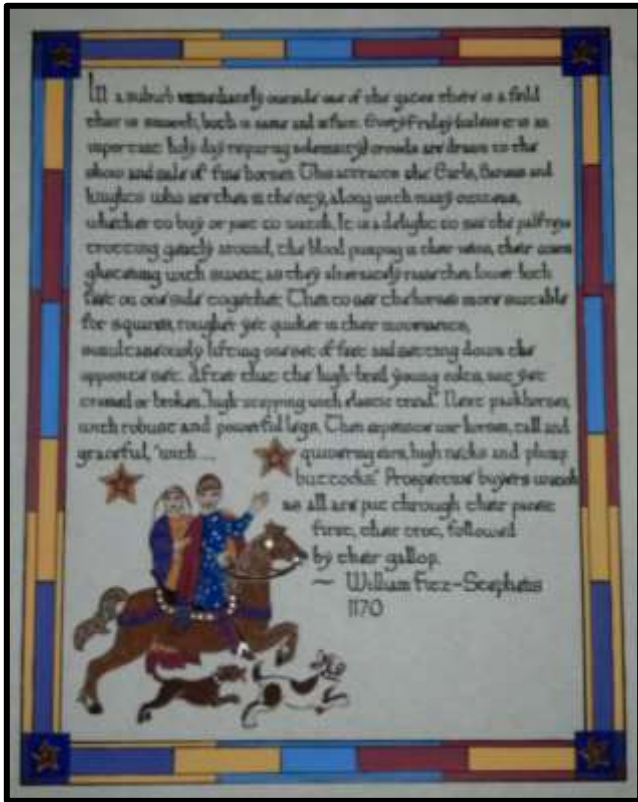 In a suburb immediately outside one of the gates there is a field
that is smooth, both in name and in fact. Every Friday (unless it is an
important holy day requiring solemnity) crowds are drawn to the
show and sale of fine horses. This attracts the Earls, Barons and
knights who are then in the city, along with many citizens,
whether to buy or just to watch. It is a delight to see the palfreys
trotting gently around, the blood pumping in their veins, their coats
glistening with sweat, as they alternately raise then lower both
feet on one side together. Then to see the horses more suitable
for squires, rougher yet quicker in their movements,
simultaneously lifting one set of feet and setting down the
opposite set. After that the high-bred young colts, not yet
trained or broken, "high-stepping with elastic tread." Next packhorses,
with robust and powerful legs. Then expensive war horses, tall and
graceful, "with ... quivering ears, high necks and plump
buttocks." Prospective buyers watch
as all are put through their paces:
first, their trot, followed
by their gallop.
~ William Fitz-Stephens
1170